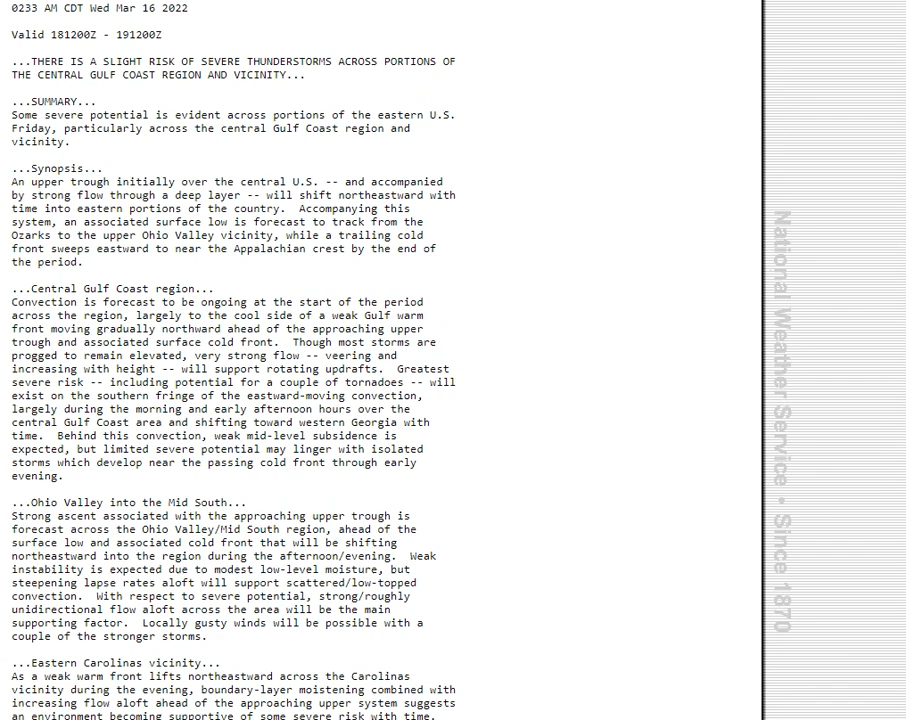 0233 AM CDT Wed Mar 16 2022
Valid 181200Z - 191200Z
...THERE IS A SLIGHT RISK OF SEVERE THUNDERSTORMS ACROSS PORTIONS OF
THE CENTRAL GULF COAST REGION AND VICINITY...
...SUMMARY...
Some severe potential is evident across portions of the eastern U.S.
Friday, particularly across the central Gulf Coast region and
vicinity.
...Synopsis...
An upper trough initially over the central U.S. -- and accompanied
by strong flow through a deep layer -- will shift northeastward with
time into eastern portions of the country.  Accompanying this
system, an associated surface low is forecast to track from the
Ozarks to the upper Ohio Valley vicinity, while a trailing cold
front sweeps eastward to near the Appalachian crest by the end of
the period.
...Central Gulf Coast region...
Convection is forecast to be ongoing at the start of the period
across the region, largely to the cool side of a weak Gulf warm
front moving gradually northward ahead of the approaching upper
trough and associated surface cold front.  Though most storms are
progged to remain elevated, very strong flow -- veering and
increasing with height -- will support rotating updrafts.  Greatest
severe risk -- including potential for a couple of tornadoes -- will
exist on the southern fringe of the eastward-moving convection,
largely during the morning and early afternoon hours over the
central Gulf Coast area and shifting toward western Georgia with
time.  Behind this convection, weak mid-level subsidence is
expected, but limited severe potential may linger with isolated
storms which develop near the passing cold front through early
evening.
...Ohio Valley into the Mid South...
Strong ascent associated with the approaching upper trough is
forecast across the Ohio Valley/Mid South region, ahead of the
surface low and associated cold front that will be shifting
northeastward into the region during the afternoon/evening.  Weak
instability is expected due to modest low-level moisture, but
steepening lapse rates aloft will support scattered/low-topped
convection.  With respect to severe potential, strong/roughly
unidirectional flow aloft across the area will be the main
supporting factor.  Locally gusty winds will be possible with a
couple of the stronger storms.
...Eastern Carolinas vicinity...
As a weak warm front lifts northeastward across the Carolinas
vicinity during the evening, boundary-layer moistening combined with
increasing flow aloft ahead of the approaching upper system suggests
an environment becoming supportive of some severe risk with time.
National Weather Service • Since 1870